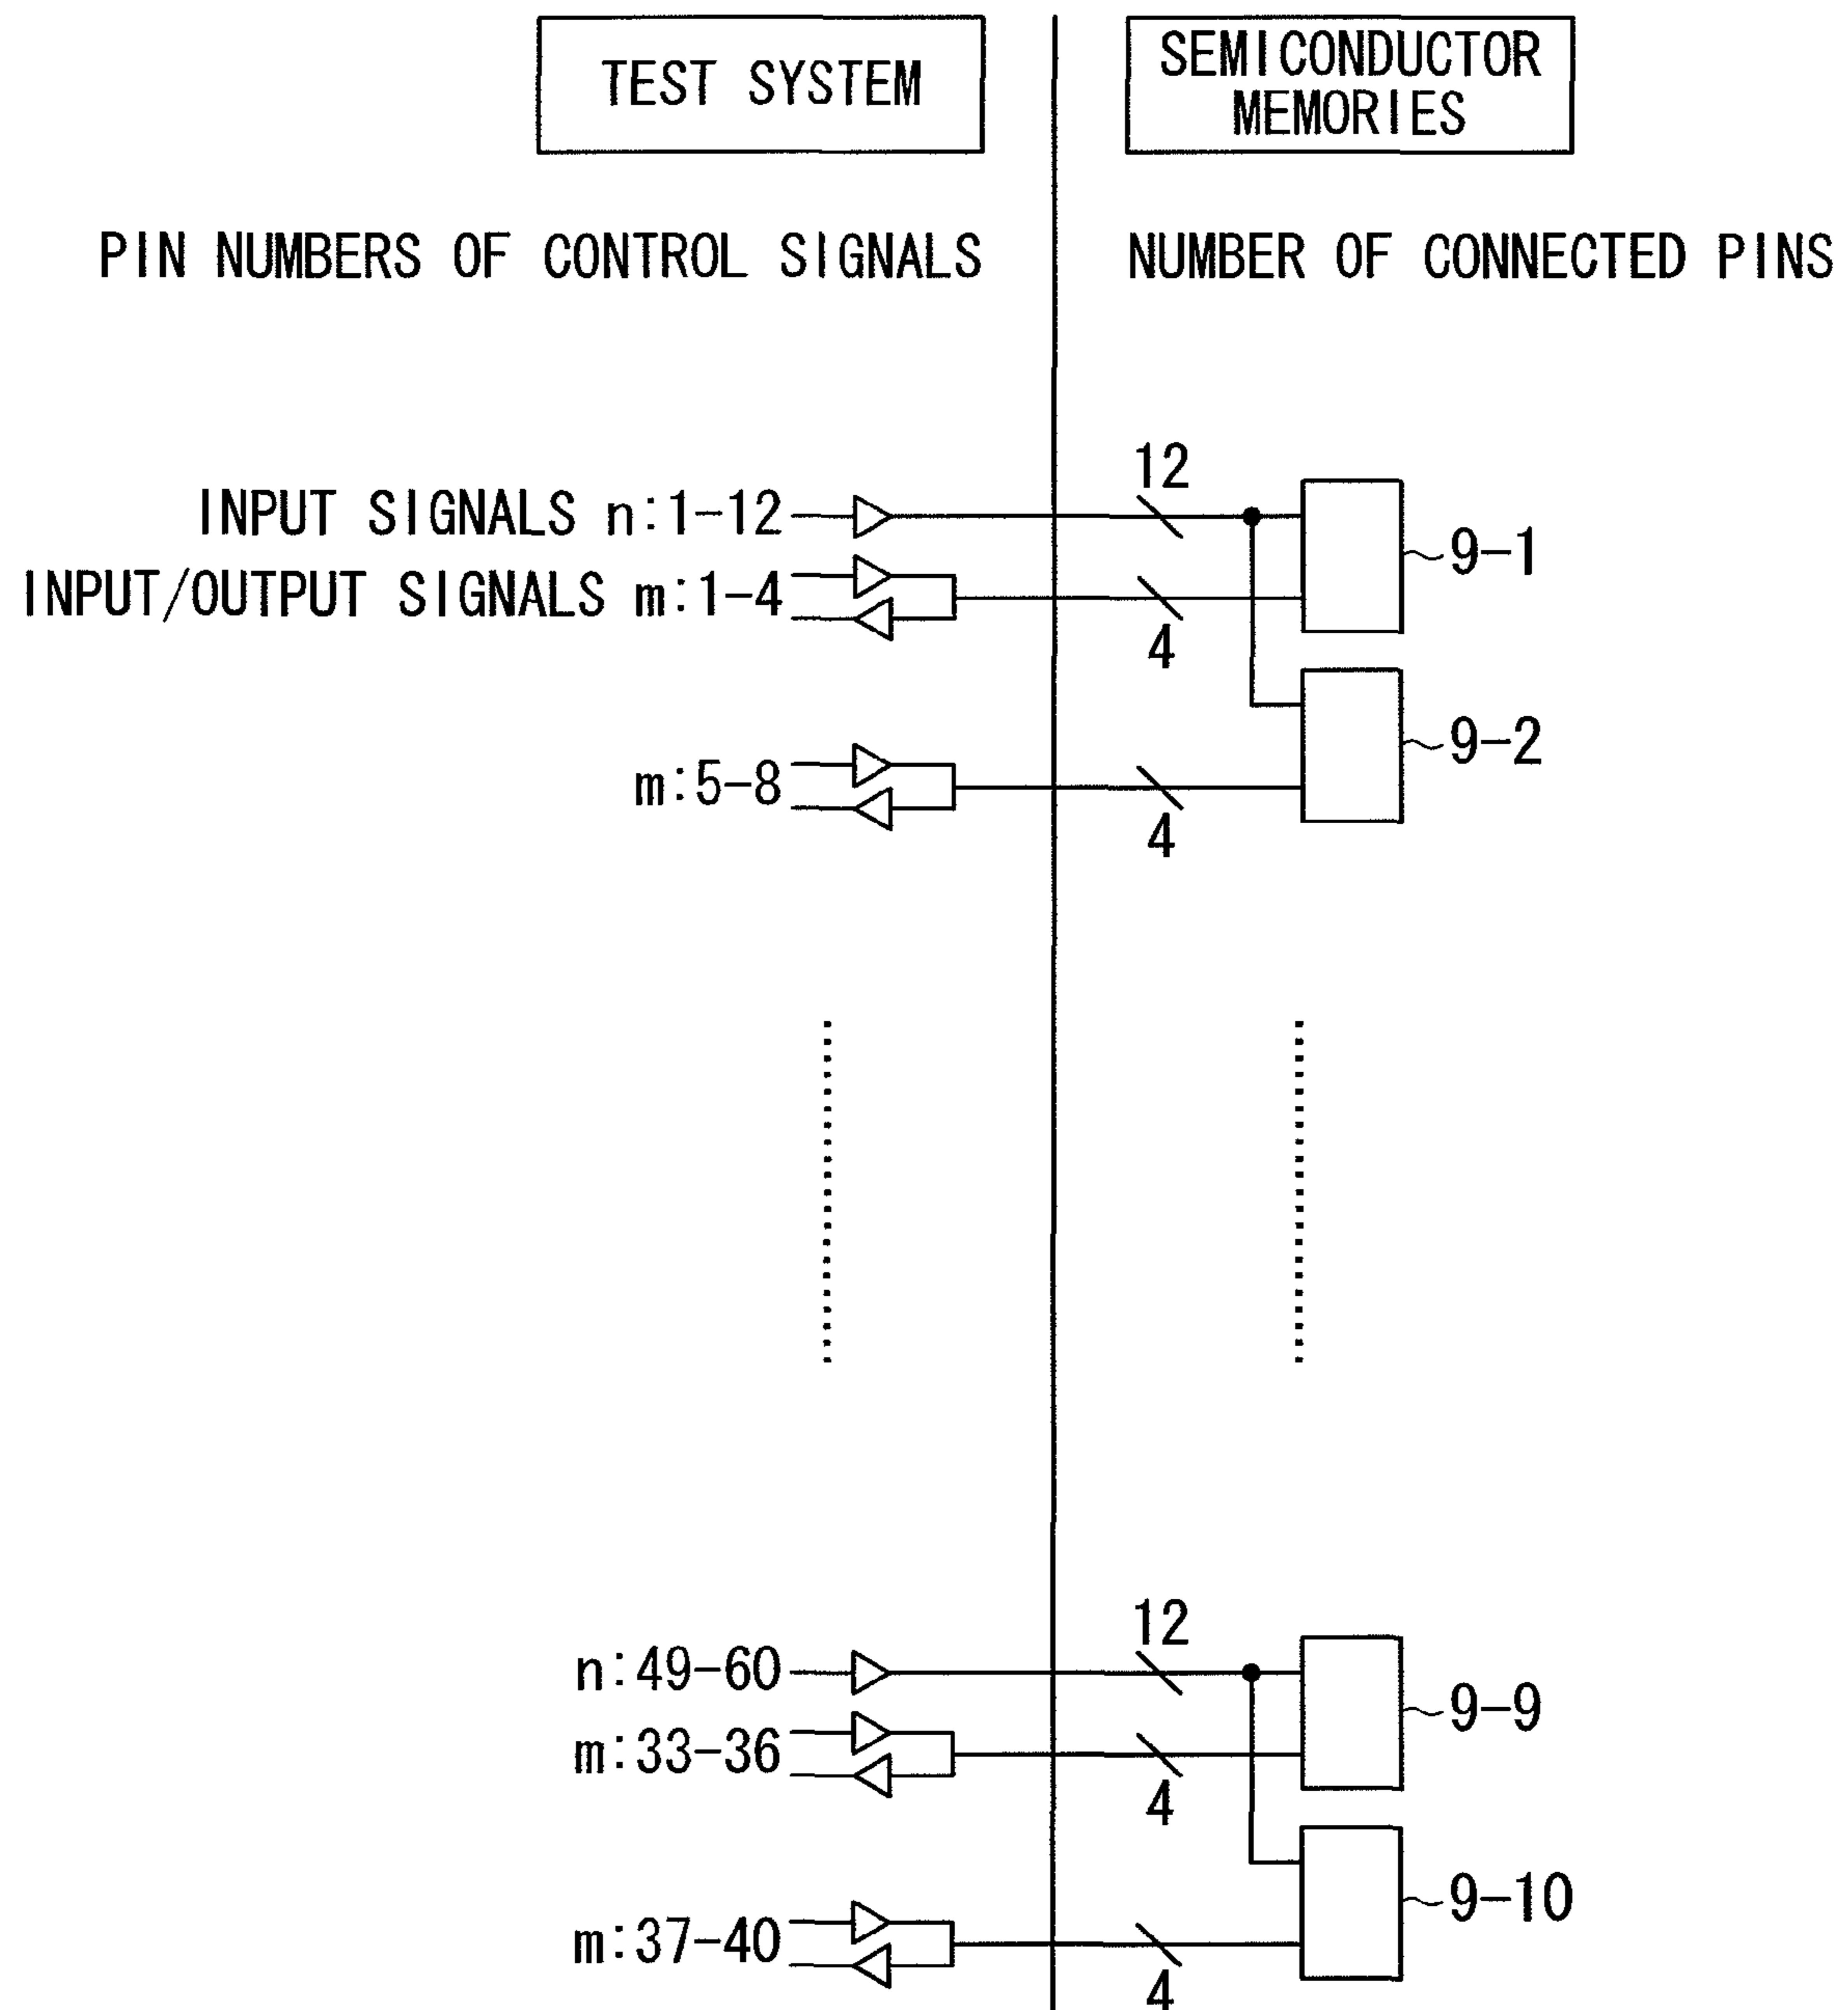 TEST SYSTEM
SEMICONDUCTOR
MEMORIES
PIN NUMBERS OF CONTROL SIGNALS
NUMBER OF CONNECTED PINS
INPUT SIGNALS n:1-12
12
9-1
INPUT/OUTPUT SIGNALS m:1-4
4
9-2
m:5-8
4
n:49-60
12
9-9
m:33-36
4
9-10
m:37-40
4